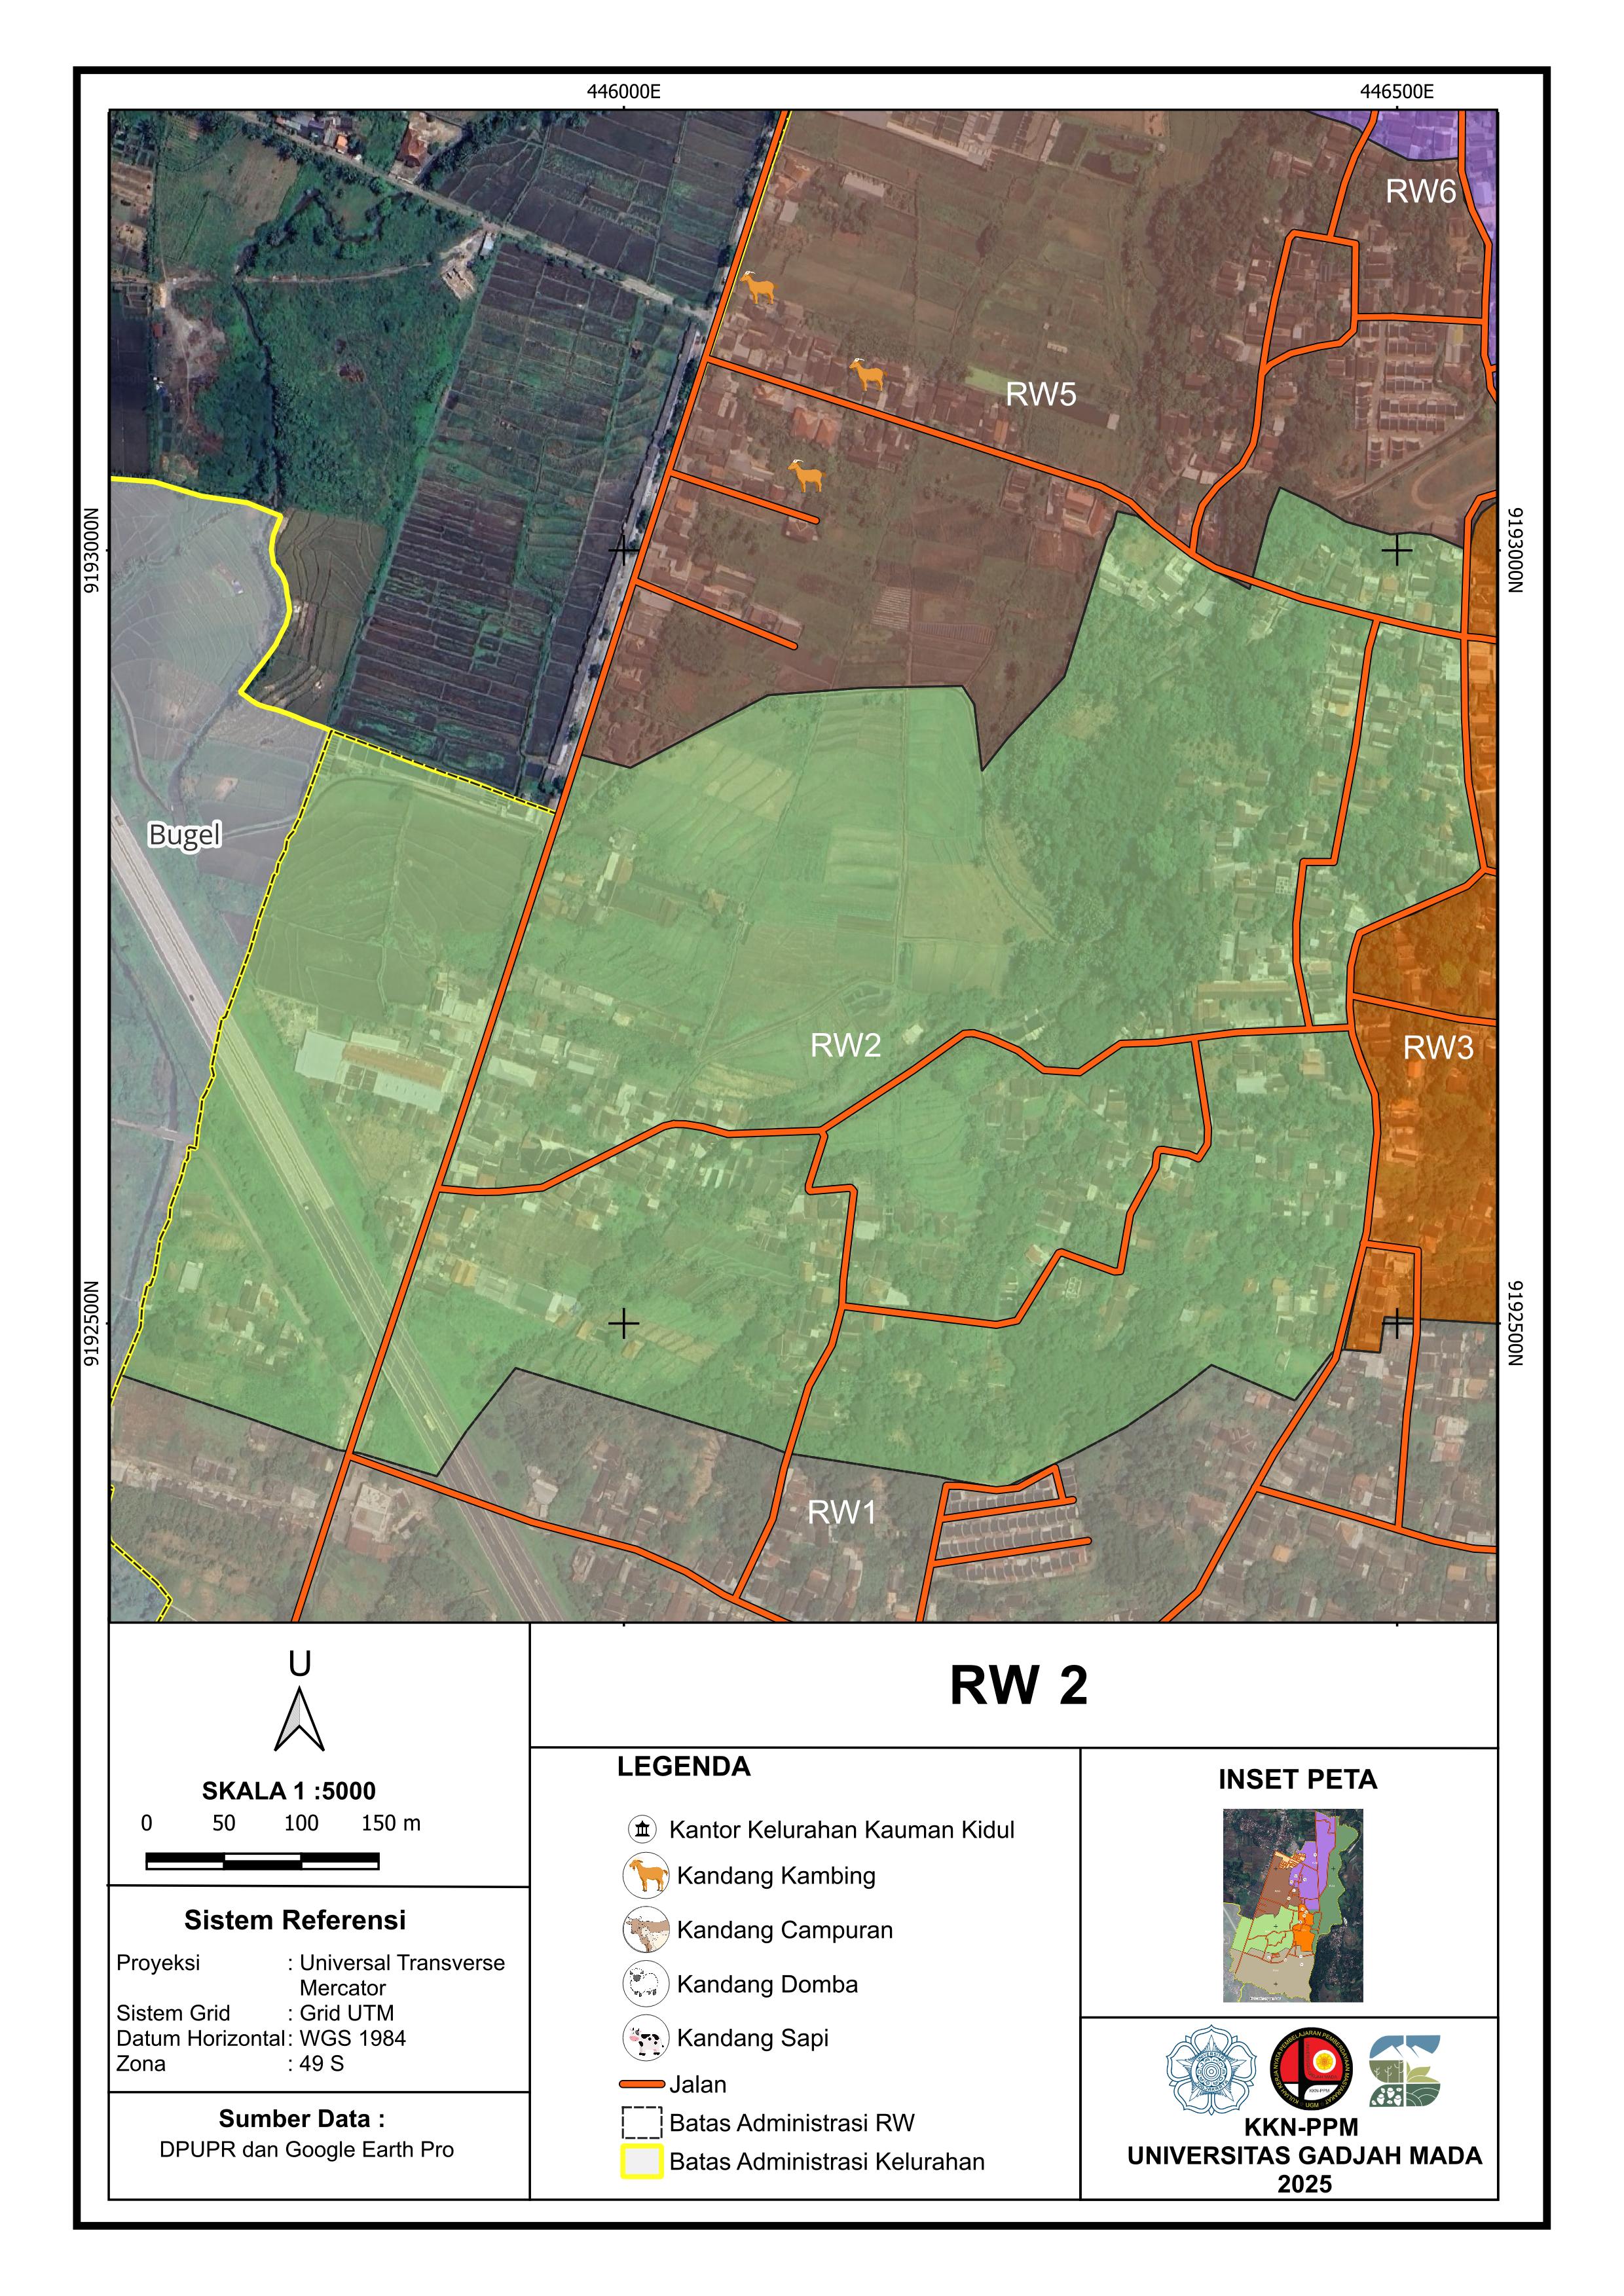 446000E
446500E
RW6
RW5
9193000N
9193000N
Bugel
RW2
RW3
9192500N
9192500N
RW1
U
SKALA 1 :5000
0 50 100 150 m
Sistem Referensi
Proyeksi : Universal Transverse
Mercator
Sistem Grid : Grid UTM
Datum Horizontal : WGS 1984
Zona : 49 S
Sumber Data :
DPUPR dan Google Earth Pro
RW 2
LEGENDA
Kantor Kelurahan Kauman Kidul
Kandang Kambing
Kandang Campuran
Kandang Domba
Kandang Sapi
Jalan
Batas Administrasi RW
Batas Administrasi Kelurahan
INSET PETA
KKN-PPM
UNIVERSITAS GADJAH MADA
2025